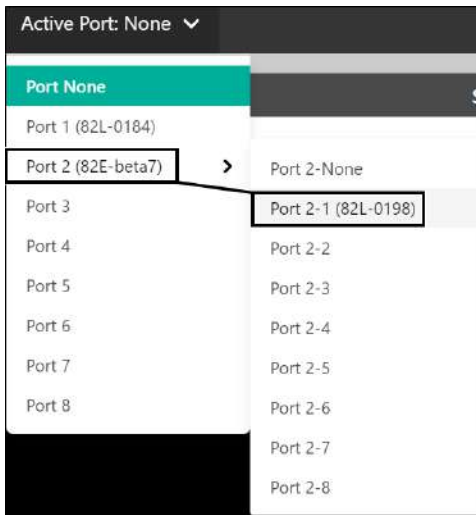 Active Port: None
Port None
Port 1 (82L-0184)
Port 2 (82E-beta7)
Port 3
Port 4
Port 5
Port 6
Port 7
Port 8
S
Port 2-None
Port 2-1 (82L-0198)
Port 2-2
Port 2-3
Port 2-4
Port 2-5
Port 2-6
Port 2-7
Port 2-8